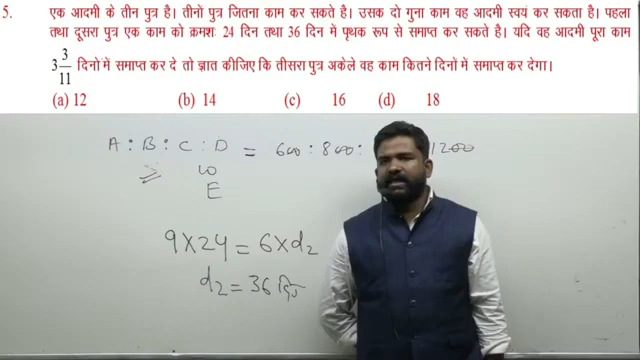 5. एक आदमी के तीन पुत्र है। तीनो पुत्र जितना काम कर सकते है। उसक दो गुना काम वह आदमी स्वयं कर सकता है। पहला
तथा दूसरा पुत्र एक काम को क्रमशः 24 दिन तथा 36 दिन में पृथक रूप से समाप्त कर सकते है। यदि वह आदमी पूरा काम
3 3/11 दिनों में समाप्त कर दे तो ज्ञात कीजिए कि तीसरा पुत्र अकेले वह काम कितने दिनों में समाप्त कर देगा।
(a) 12 (b) 14 (c) 16 (d) 18
A : B : C : D = 600 : 800 : 1200
E
9 × 24 = 6 × d2
d2 = 36 दिन